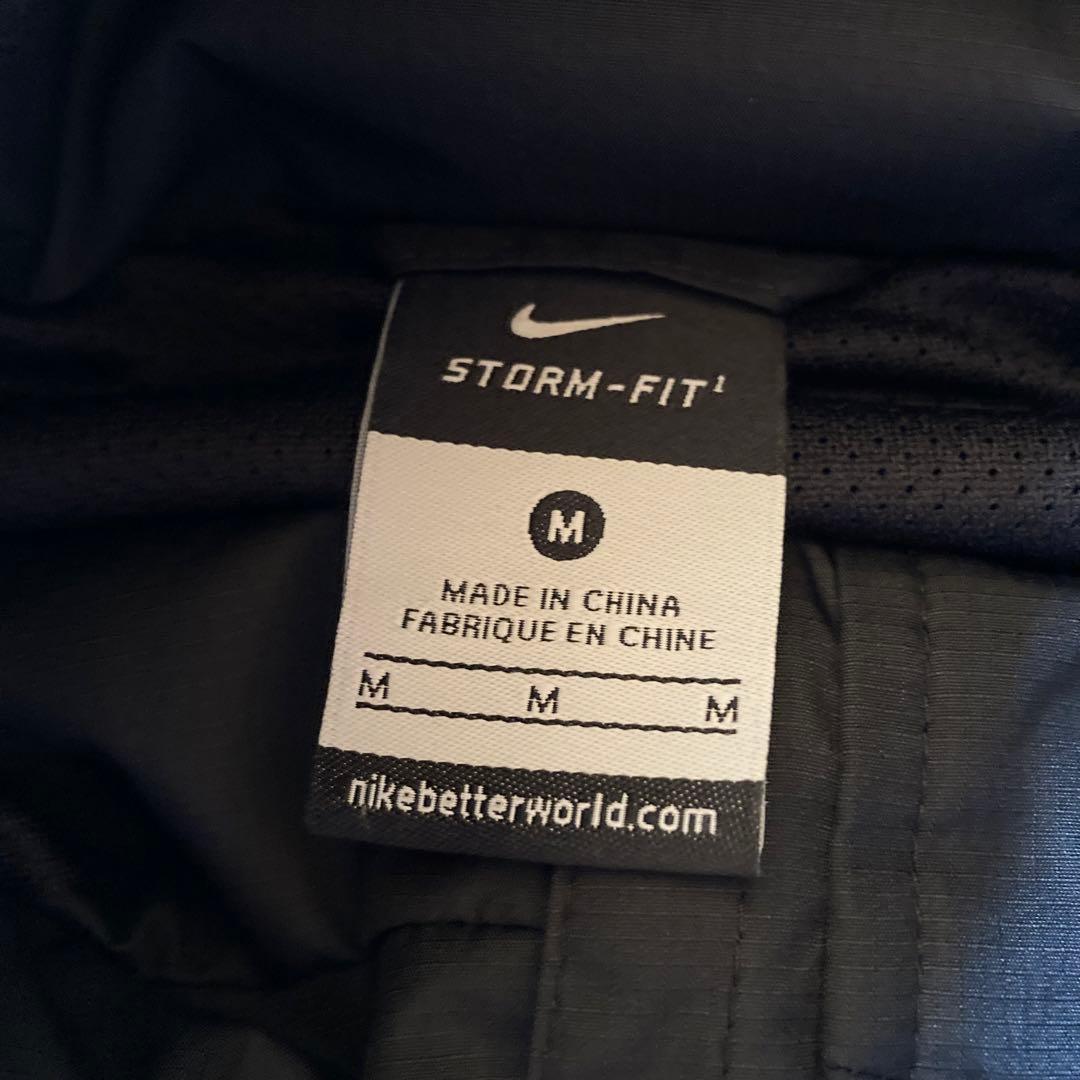 STORM-FIT¹
M
MADE IN CHINA
FABRIQUE EN CHINE
M M M
nikebetterworld.com